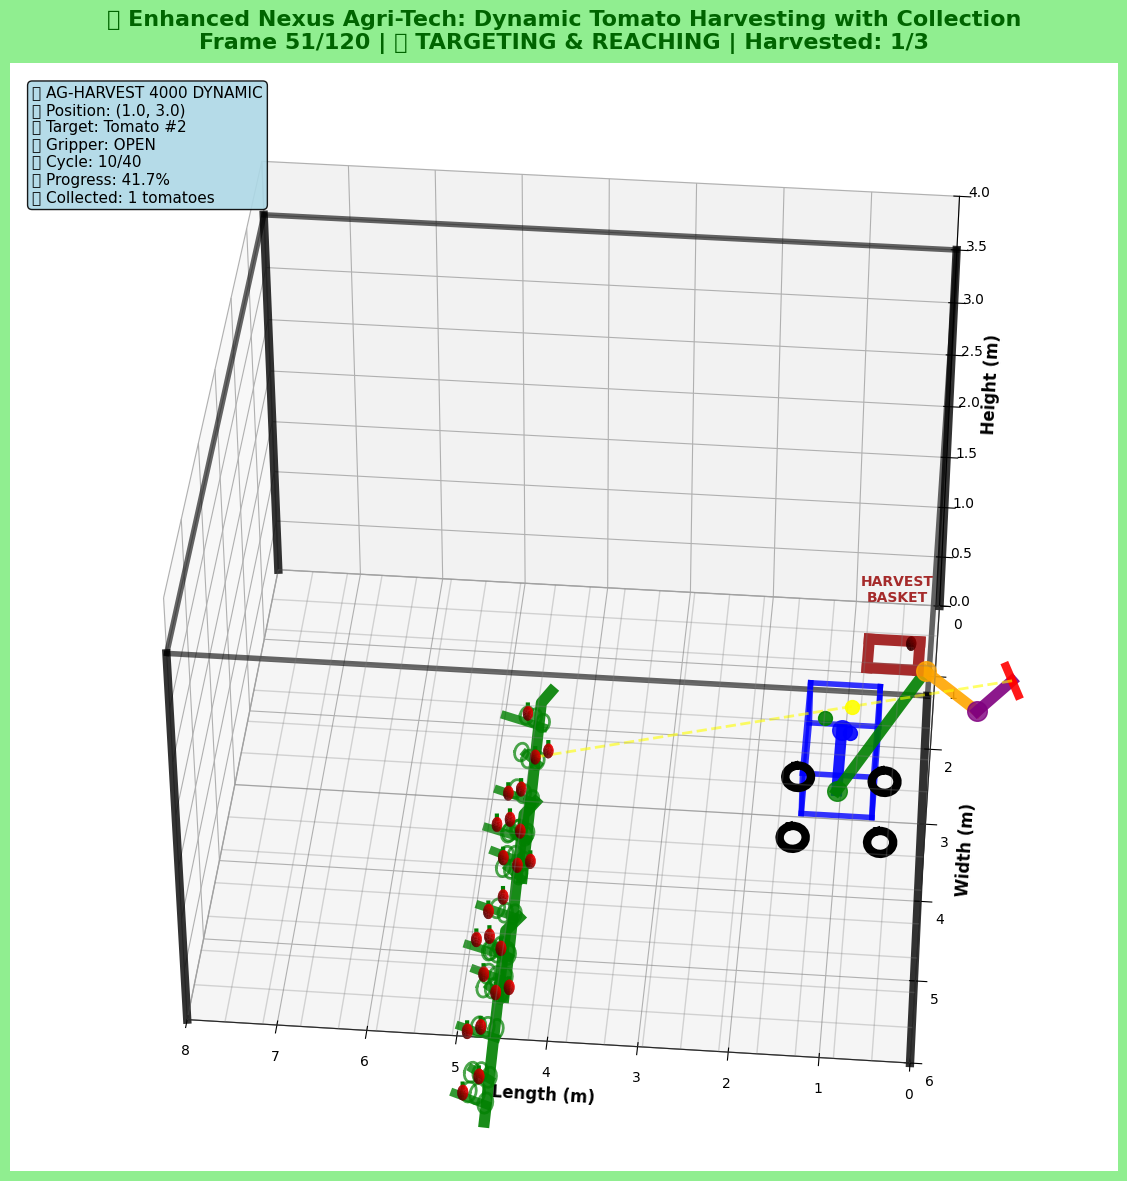 Enhanced Nexus Agri-Tech: Dynamic Tomato Harvesting with Collection
Frame 51/120 | TARGETING & REACHING | Harvested: 1/3
AG-HARVEST 4000 DYNAMIC
Position: (1.0, 3.0)
Target: Tomato #2
Gripper: OPEN
Cycle: 10/40
Progress: 41.7%
Collected: 1 tomatoes
4.0
3.5
3.0
2.5
2.0
1.5
1.0
0.5
0.0
Height (m)
HARVEST
BASKET
0
2
3
4
5
6
Width (m)
8
7
6
5
4
3
2
1
0
Length (m)